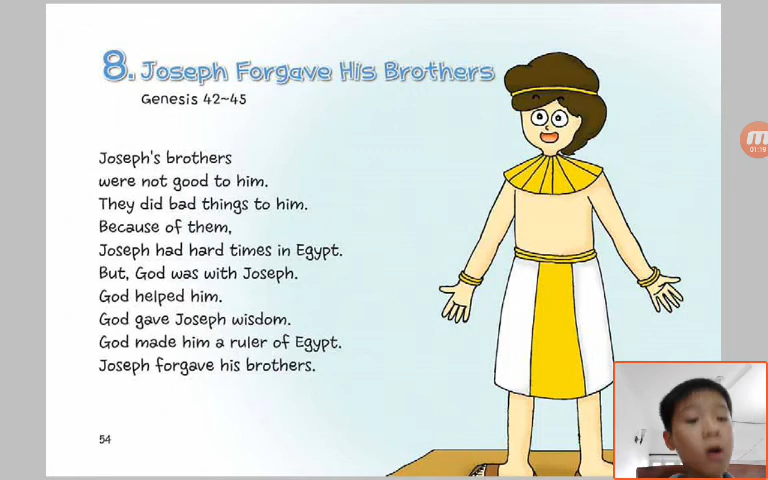 8. Joseph Forgave His Brothers
Genesis 42~45
Joseph's brothers
were not good to him.
They did bad things to him.
Because of them,
Joseph had hard times in Egypt.
But, God was with Joseph.
God helped him.
God gave Joseph wisdom.
God made him a ruler of Egypt.
Joseph forgave his brothers.
54
01:19